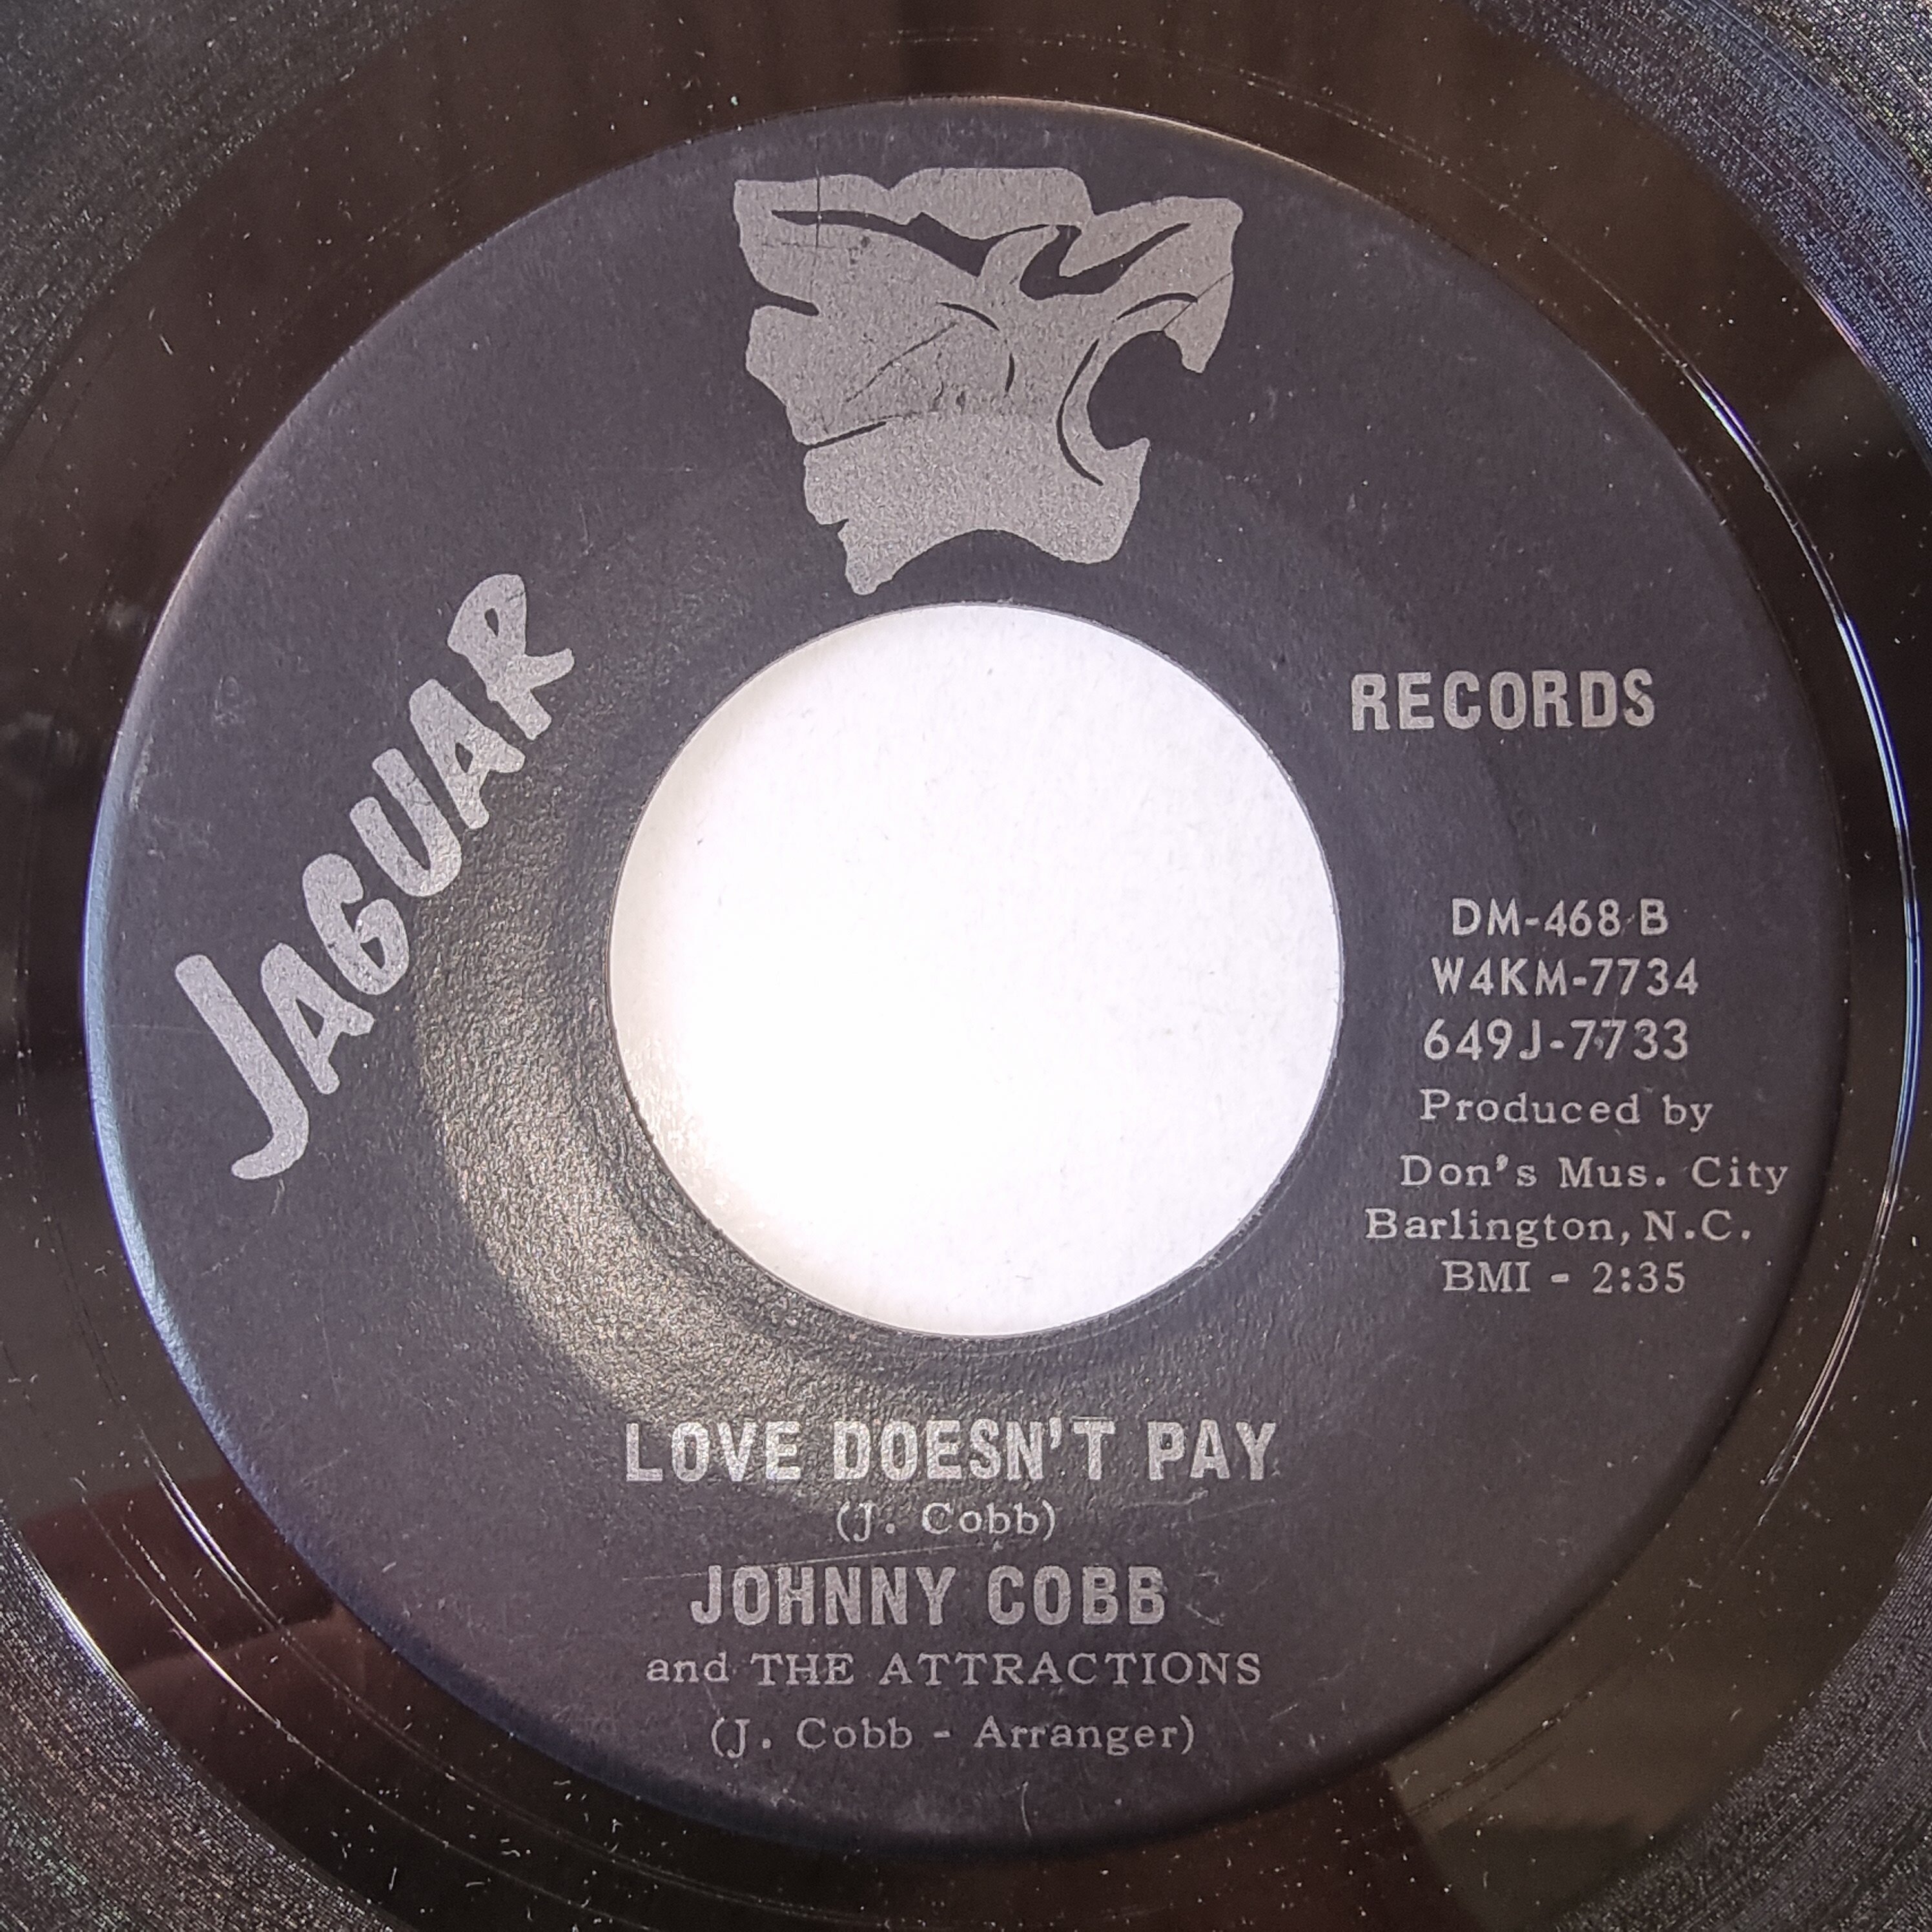 JAGUAR
RECORDS
DM-468 B
W4KM-7734
649J-7733
Produced by
Don's Mus. City
Barlington, N.C.
BMI - 2:35
LOVE DOESN'T PAY
(J. Cobb)
JOHNNY COBB
and THE ATTRACTIONS
(J. Cobb - Arranger)